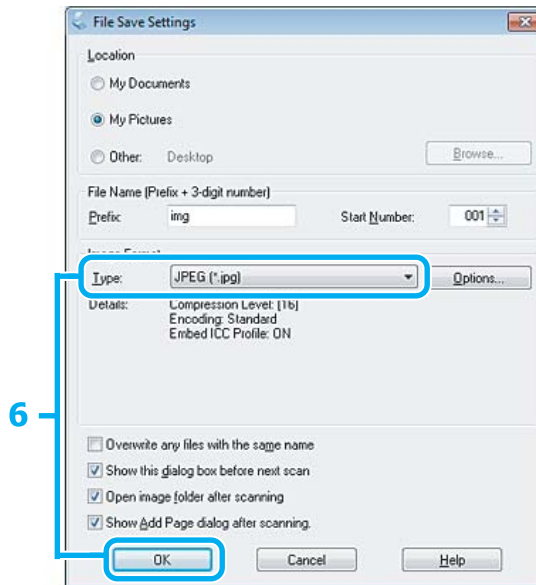 File Save Settings
Location
My Documents
My Pictures
Other: Desktop Browse...
File Name (Prefix + 3-digit number)
Prefix: img Start Number: 001
Image Format
Type: JPEG (*.jpg) Options...
Details: Compression Level: [16]
Encoding: Standard
Embed ICC Profile: ON
6
Overwrite any files with the same name
Show this dialog box before next scan
Open image folder after scanning
Show Add Page dialog after scanning.
OK Cancel Help